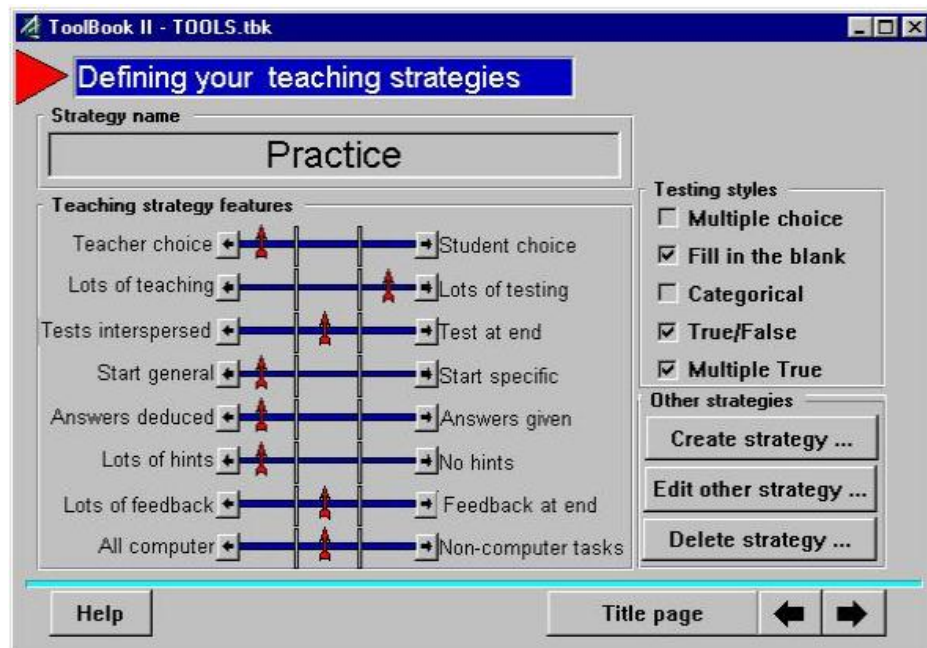 ToolBook II - TOOLS.tbk
Defining your teaching strategies
Strategy name
Practice
Teaching strategy features
Teacher choice Student choice
Lots of teaching Lots of testing
Tests interspersed Test at end
Start general Start specific
Answers deduced Answers given
Lots of hints No hints
Lots of feedback Feedback at end
All computer Non-computer tasks
Testing styles
Multiple choice
Fill in the blank
Categorical
True/False
Multiple True
Other strategies
Create strategy ...
Edit other strategy ...
Delete strategy ...
Help
Title page